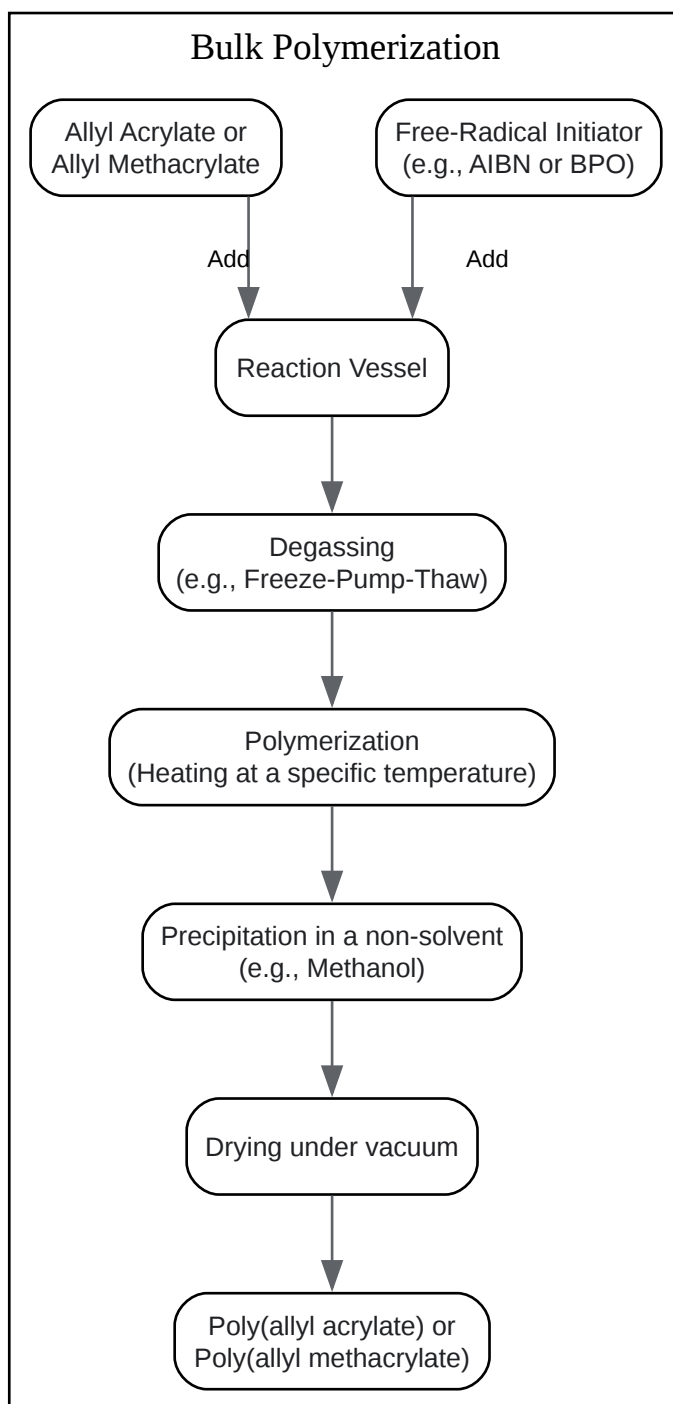 Bulk Polymerization
Allyl Acrylate or
Allyl Methacrylate
Free-Radical Initiator
(e.g., AIBN or BPO)
Add
Add
Reaction Vessel
Degassing
(e.g., Freeze-Pump-Thaw)
Polymerization
(Heating at a specific temperature)
Precipitation in a non-solvent
(e.g., Methanol)
Drying under vacuum
Poly(allyl acrylate) or
Poly(allyl methacrylate)